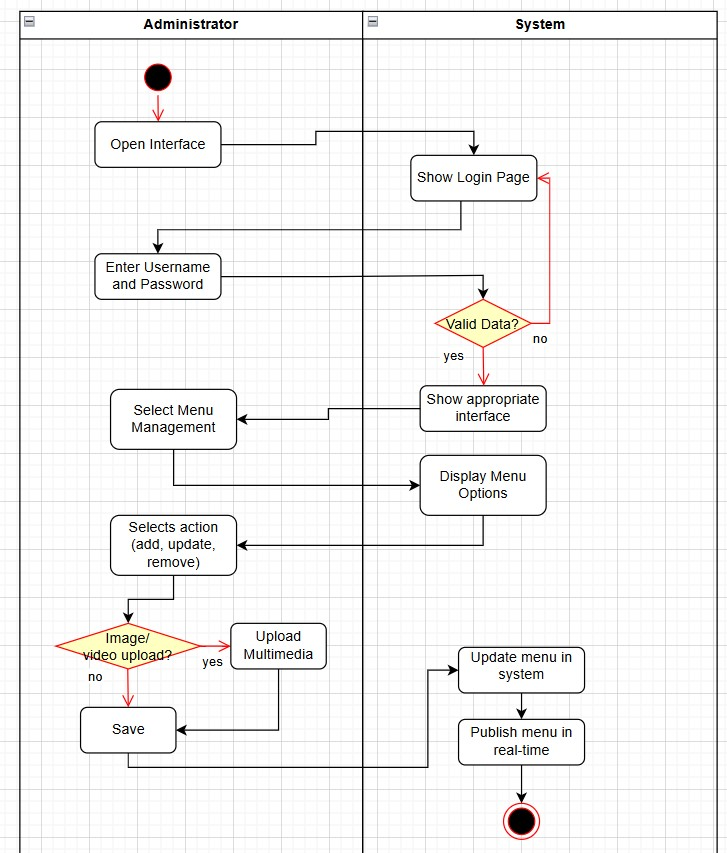 Administrator
System
Open Interface
Show Login Page
Enter Username
and Password
Valid Data?
no
yes
Show appropriate
interface
Select Menu
Management
Display Menu
Options
Selects action
(add, update,
remove)
Image/
video upload?
yes
no
Upload
Multimedia
Save
Update menu in
system
Publish menu in
real-time